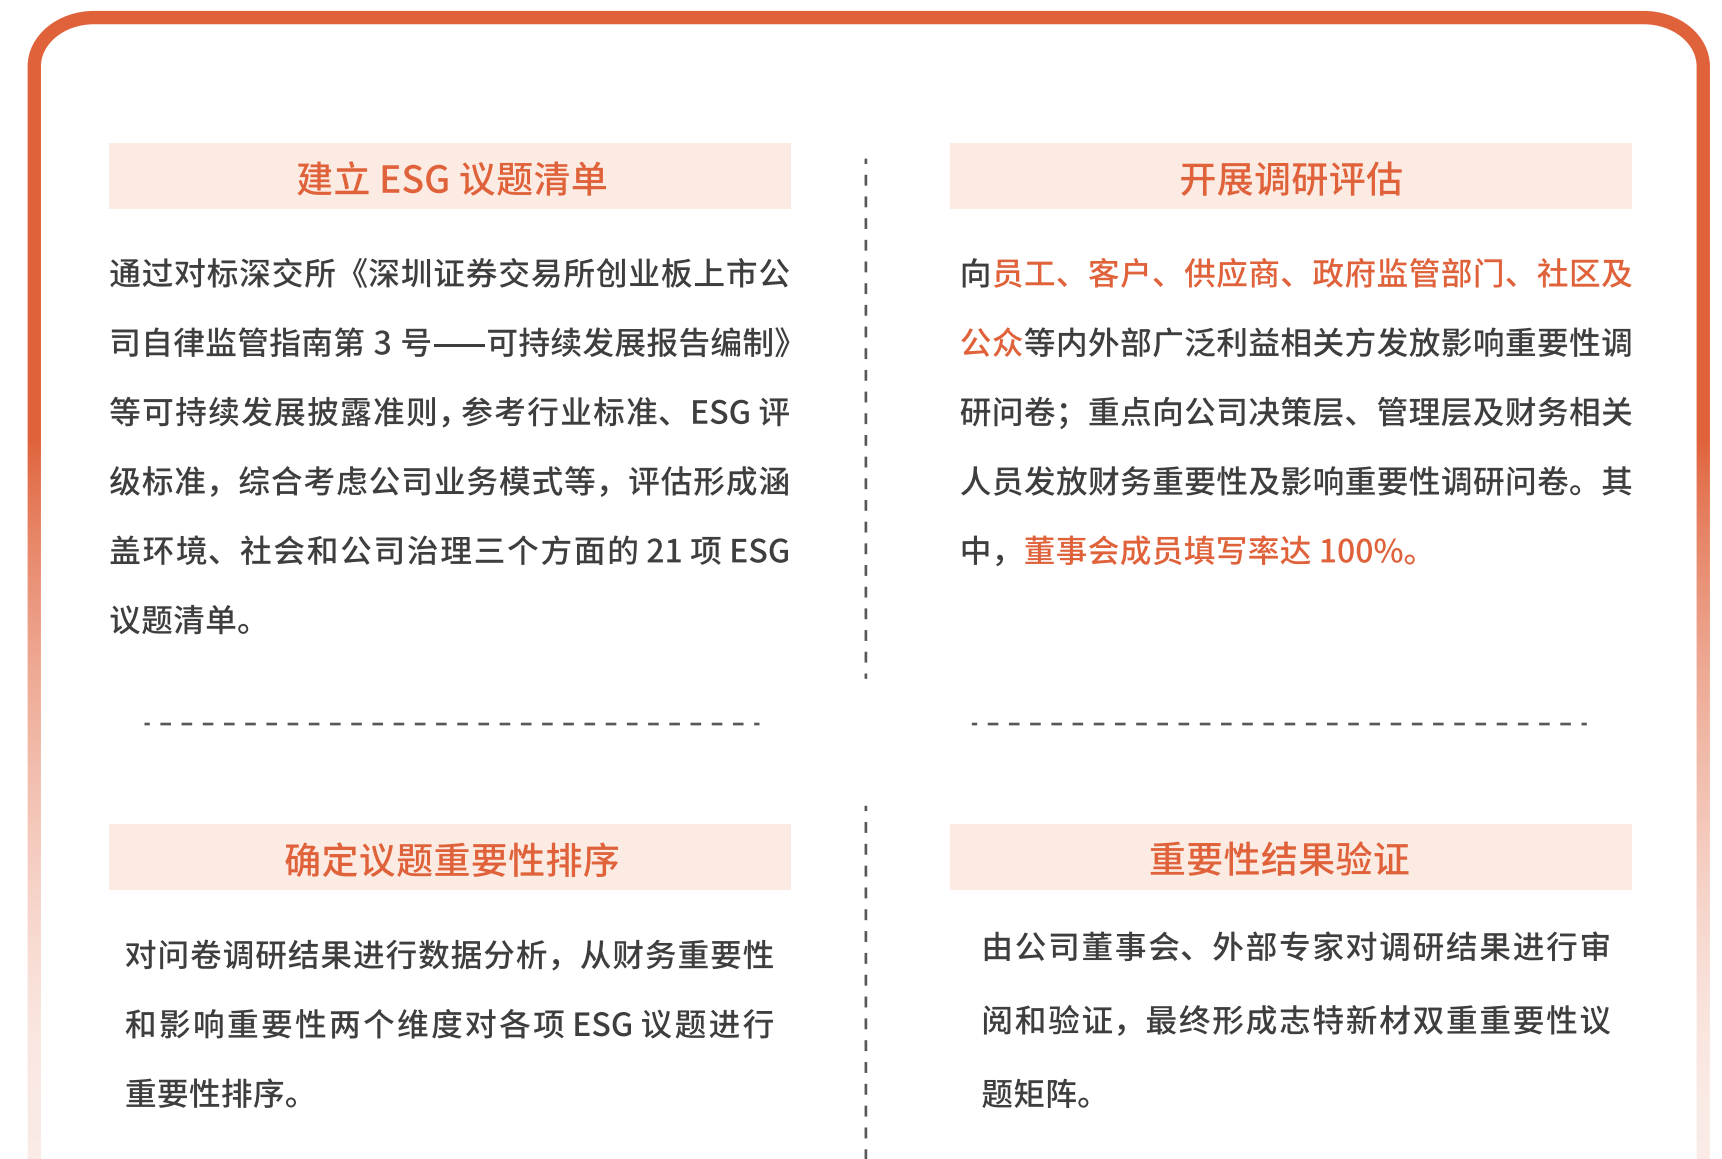 建立 ESG 议题清单
通过对标深交所《深圳证券交易所创业板上市公
司自律监管指南第 3 号——可持续发展报告编制》
等可持续发展披露准则，参考行业标准、ESG 评
级标准，综合考虑公司业务模式等，评估形成涵
盖环境、社会和公司治理三个方面的 21 项 ESG
议题清单。
开展调研评估
向员工、客户、供应商、政府监管部门、社区及
公众等内外部广泛利益相关方发放影响重要性调
研问卷；重点向公司决策层、管理层及财务相关
人员发放财务重要性及影响重要性调研问卷。其
中，董事会成员填写率达 100%。
确定议题重要性排序
对问卷调研结果进行数据分析，从财务重要性
和影响重要性两个维度对各项 ESG 议题进行
重要性排序。
重要性结果验证
由公司董事会、外部专家对调研结果进行审
阅和验证，最终形成志特新材双重重要性议
题矩阵。